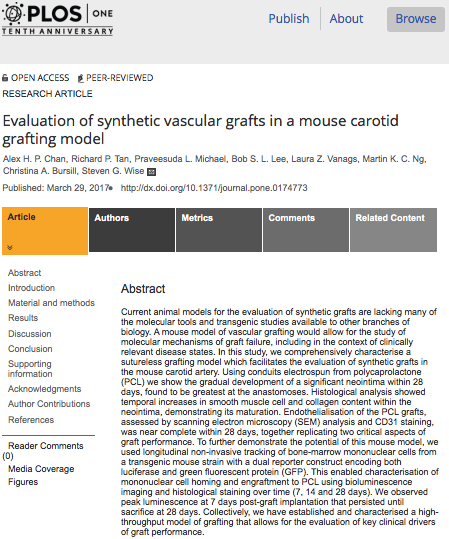 PLOS | ONE
TENTH ANNIVERSARY
Publish About Browse
OPEN ACCESS PEER-REVIEWED
RESEARCH ARTICLE
Evaluation of synthetic vascular grafts in a mouse carotid
grafting model
Alex H. P. Chan, Richard P. Tan, Praveesuda L. Michael, Bob S. L. Lee, Laura Z. Vanags, Martin K. C. Ng,
Christina A. Bursill, Steven G. Wise
Published: March 29, 2017 http://dx.doi.org/10.1371/journal.pone.0174773
Article Authors Metrics Comments Related Content
Abstract
Introduction
Material and methods
Results
Discussion
Conclusion
Supporting
information
Acknowledgments
Author Contributions
References
Reader Comments
(0)
Media Coverage
Figures
Abstract
Current animal models for the evaluation of synthetic grafts are lacking many of
the molecular tools and transgenic studies available to other branches of
biology. A mouse model of vascular grafting would allow for the study of
molecular mechanisms of graft failure, including in the context of clinically
relevant disease states. In this study, we comprehensively characterise a
sutureless grafting model which facilitates the evaluation of synthetic grafts in
the mouse carotid artery. Using conduits electrospun from polycaprolactone
(PCL) we show the gradual development of a significant neointima within 28
days, found to be greatest at the anastomoses. Histological analysis showed
temporal increases in smooth muscle cell and collagen content within the
neointima, demonstrating its maturation. Endothelialisation of the PCL grafts,
assessed by scanning electron microscopy (SEM) analysis and CD31 staining,
was near complete within 28 days, together replicating two critical aspects of
graft performance. To further demonstrate the potential of this mouse model, we
used longitudinal non-invasive tracking of bone-marrow mononuclear cells from
a transgenic mouse strain with a dual reporter construct encoding both
luciferase and green fluorescent protein (GFP). This enabled characterisation of
mononuclear cell homing and engraftment to PCL using bioluminescence
imaging and histological staining over time (7, 14 and 28 days). We observed
peak luminescence at 7 days post-graft implantation that persisted until
sacrifice at 28 days. Collectively, we have established and characterised a high-
throughput model of grafting that allows for the evaluation of key clinical drivers
of graft performance.